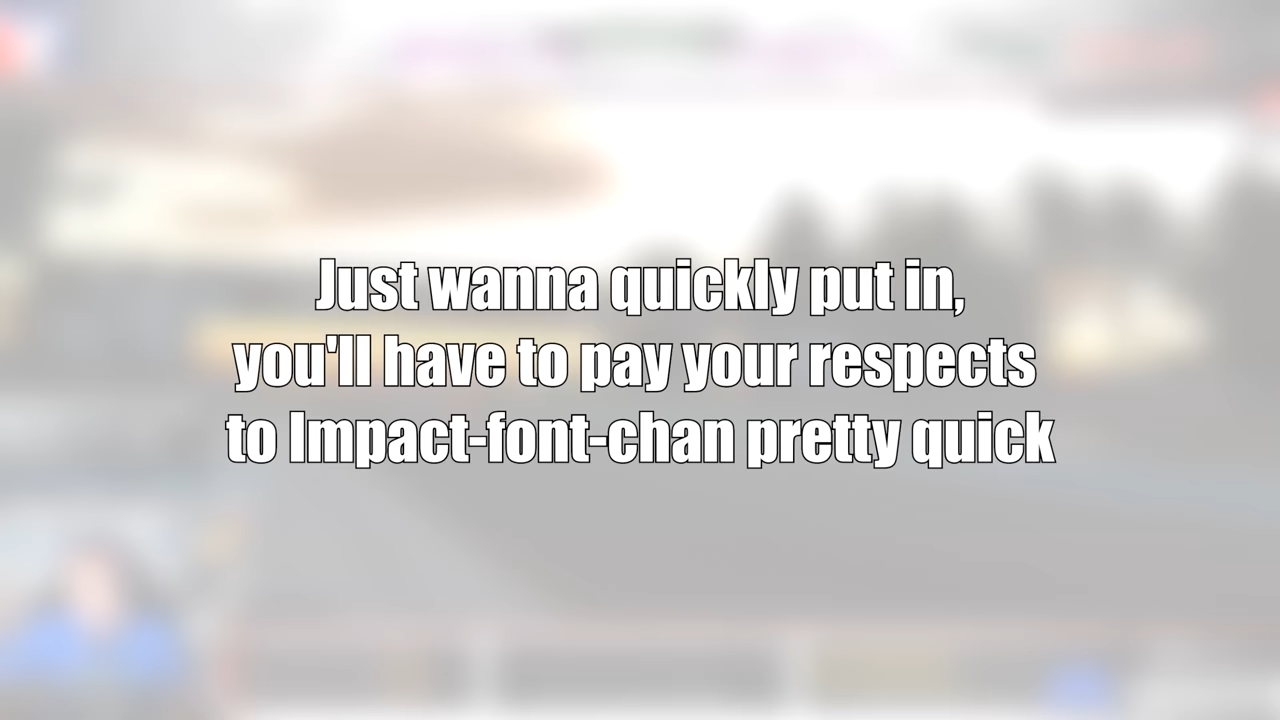 Just wanna quickly put in,
you'll have to pay your respects
to Impact-font-chan pretty quick